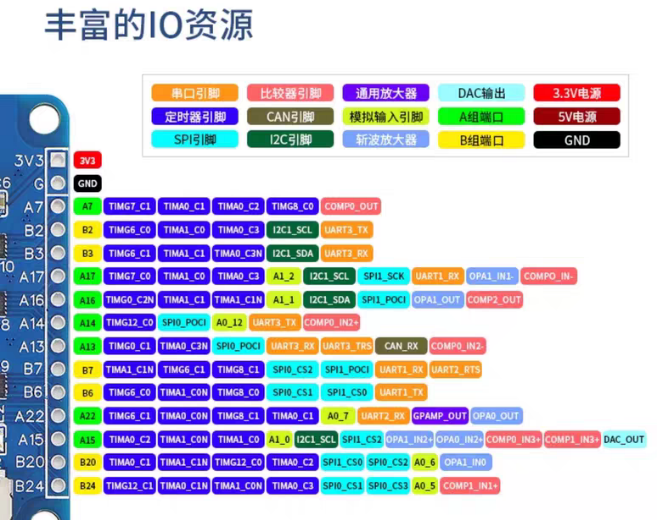 丰富的IO资源
串口引脚 比较器引脚 通用放大器 DAC输出 3.3V电源
定时器引脚 CAN引脚 模拟输入引脚 A组端口 5V电源
SPI引脚 I2C引脚 斩波放大器 B组端口 GND
3V3 3V3
G GND
A7 A7 TIMG7_C1 TIMA0_C1 TIMA0_C2 TIMG8_C0 COMP0_OUT
B2 B2 TIMG6_C0 TIMA1_C0 TIMA0_C3 I2C1_SCL UART3_TX
B3 B3 TIMG6_C1 TIMA1_C1 TIMA0_C3N I2C1_SDA UART3_RX
A17 A17 TIMG7_C0 TIMA1_C0 TIMA0_C3 A1_2 I2C1_SCL SPI1_SCK UART1_RX OPA1_IN1- COMPO_IN-
A16 A16 TIMG0_C2N TIMA1_C1 TIMA1_C1N A1_1 I2C1_SDA SPI1_POCI OPA1_OUT COMP2_OUT
A14 A14 TIMG12_C0 SPI0_POCI A0_12 UART3_TX COMP0_IN2+
A13 A13 TIMG0_C1 TIMA0_C3N SPI0_POCI UART3_RX UART3_TRS CAN_RX COMP0_IN2-
B7 B7 TIMA1_C1N TIMG6_C1 TIMG8_C1 SPI0_CS2 SPI1_POCI UART1_RX UART2_RTS
B6 B6 TIMG6_C0 TIMA1_C0N TIMG8_C0 SPI0_CS1 SPI1_CS0 UART1_TX
A22 A22 TIMG6_C1 TIMA0_C0N TIMG8_C1 TIMA0_C1 A0_7 UART2_RX GPAMP_OUT OPA0_OUT
A15 A15 TIMA0_C2 TIMA1_C0N TIMA1_C0 A1_0 I2C1_SCL SPI1_CS2 OPA1_IN2+ OPA0_IN2+ COMP0_IN3+ COMP1_IN3+ DAC_OUT
B20 B20 TIMA0_C1 TIMA1_C1N TIMG12_C0 TIMA0_C2 SPI1_CS0 SPI0_CS2 A0_6 OPA1_IN0
B24 B24 TIMG12_C1 TIMA0_C1N TIMA1_C0N TIMA0_C3 SPI0_CS1 SPI0_CS3 A0_5 COMP1_IN1+